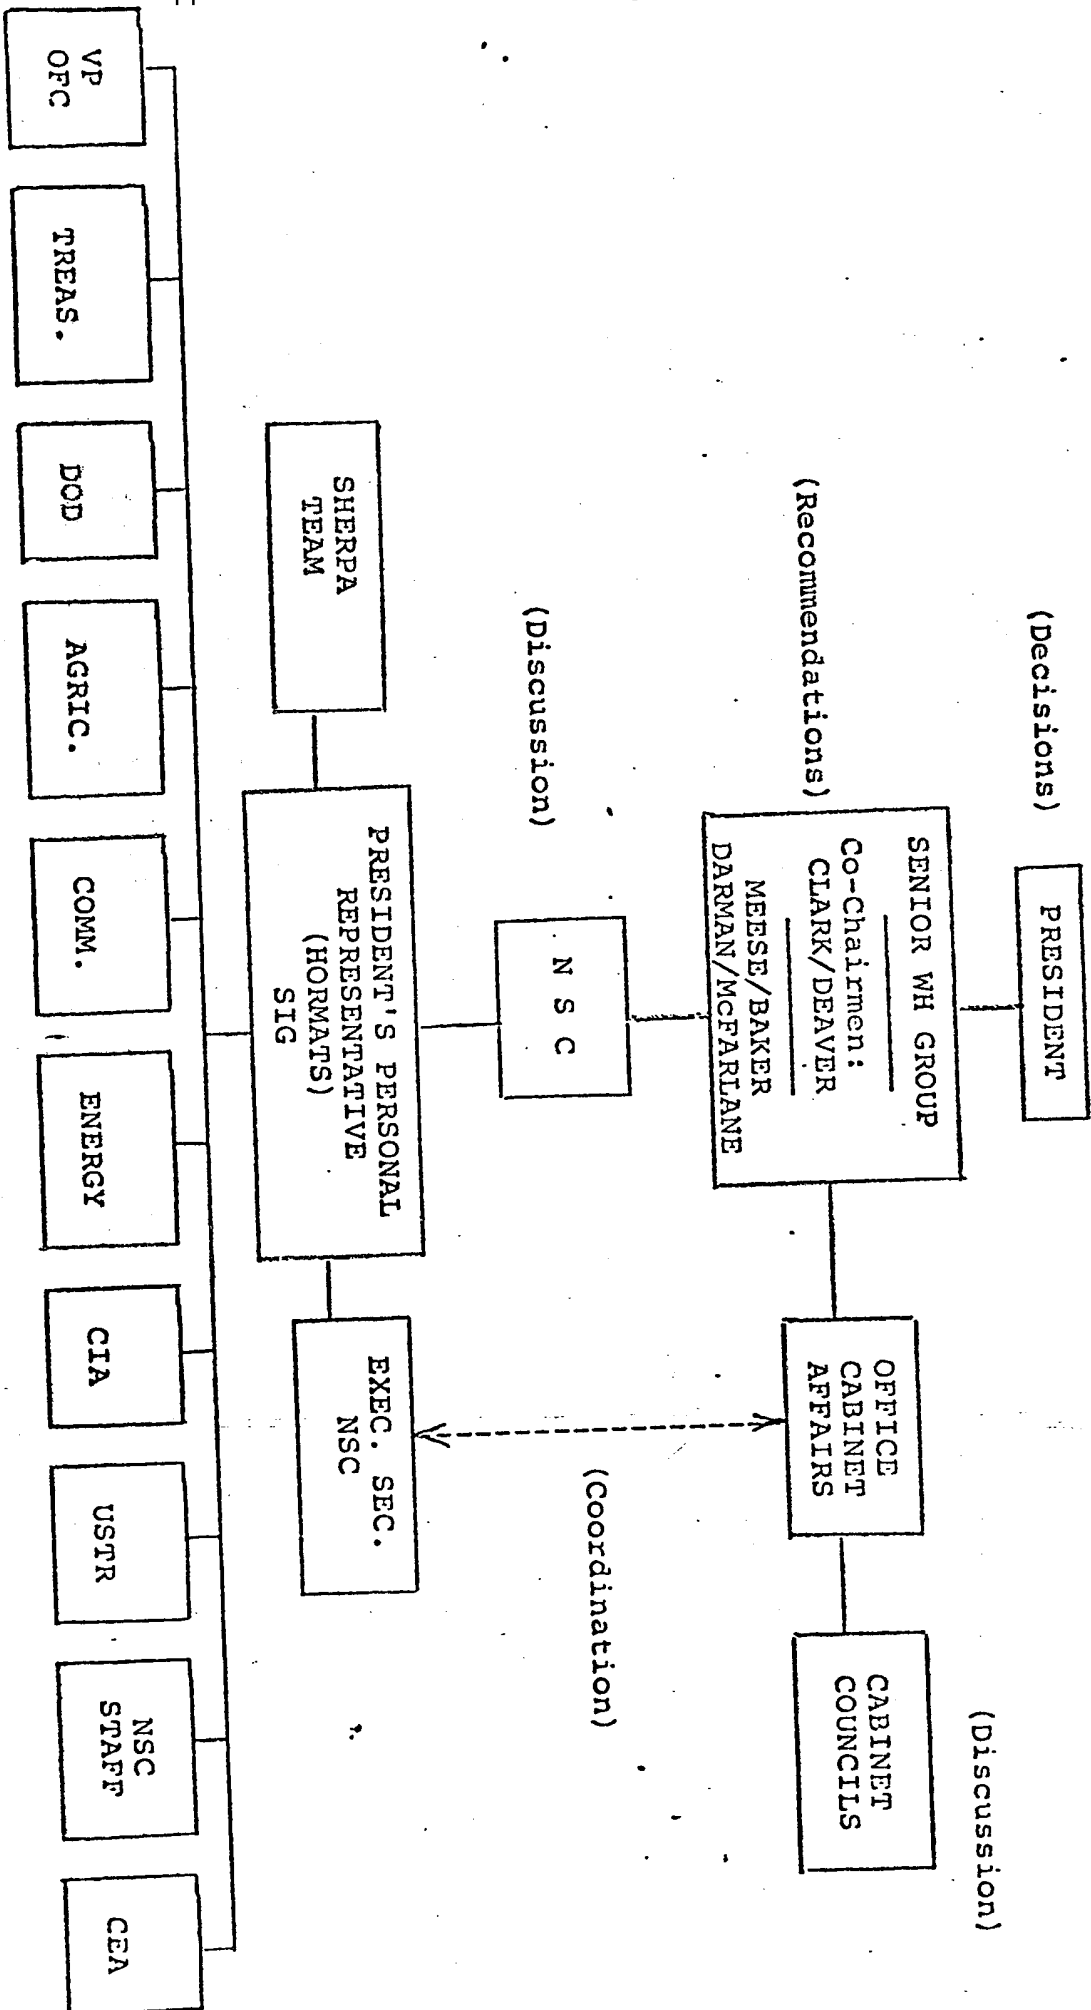 (Decisions)
PRESIDENT
(Recommendations)
SENIOR WH GROUP
Co-Chairmen:
CLARK/DEAVER
MEESE/BAKER
DARMAN/McFARLANE
OFFICE
CABINET
AFFAIRS
CABINET
COUNCILS
(Discussion)
(Discussion)
N S C
(Coordination)
SHERPA
TEAM
PRESIDENT'S PERSONAL
REPRESENTATIVE
(HORMATS)
SIG
EXEC. SEC.
NSC
VP
OFC
TREAS.
DOD
AGRIC.
COMM.
ENERGY
CIA
USTR
NSC
STAFF
CEA